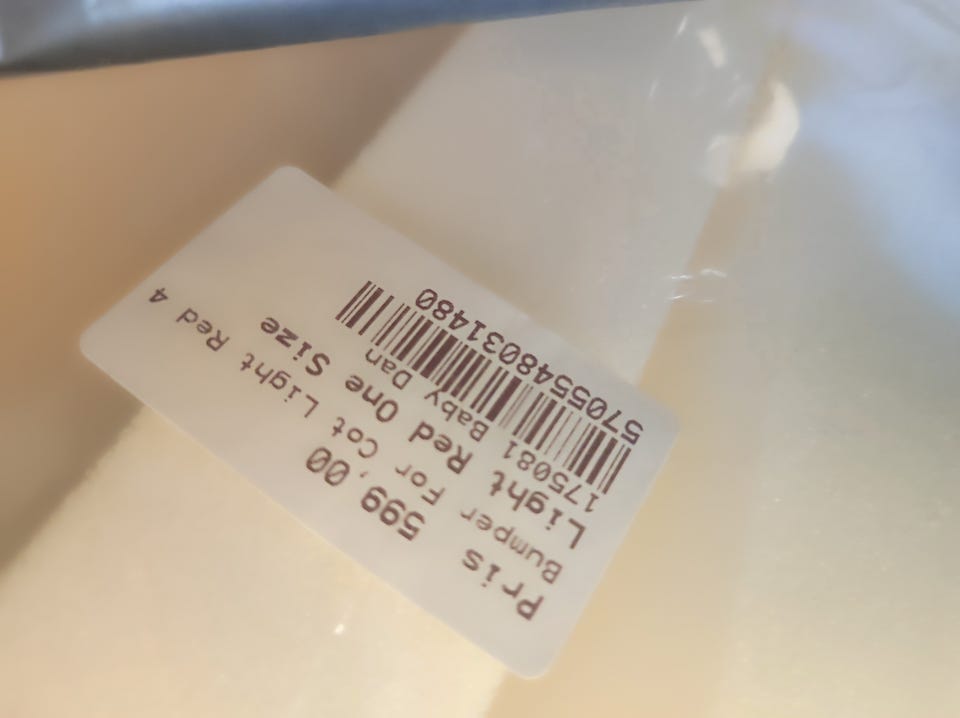 Pris 599,00
Bumper For Cot Light Red 4
Light Red One Size
175081 Baby Dan
5705548031480